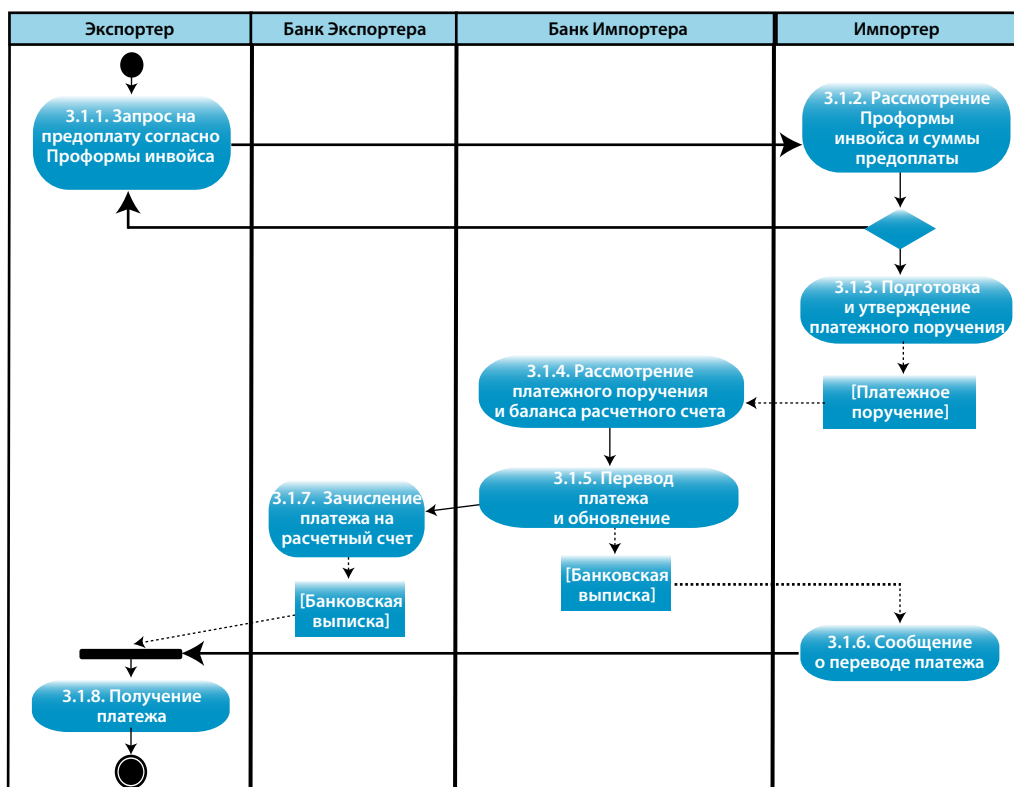 Экспортер
Банк Экспортера
Банк Импортера
Импортер
3.1.1. Запрос на
предоплату согласно
Проформы инвойса
3.1.2. Рассмотрение
Проформы
инвойса и суммы
предоплаты
3.1.3. Подготовка
и утверждение
платежного поручения
[Платежное
поручение]
3.1.4. Рассмотрение
платежного поручения
и баланса расчетного счета
3.1.5. Перевод
платежа
и обновление
3.1.7. Зачисление
платежа на
расчетный счет
[Банковская
выписка]
[Банковская
выписка]
3.1.6. Сообщение
о переводе платежа
3.1.8. Получение
платежа